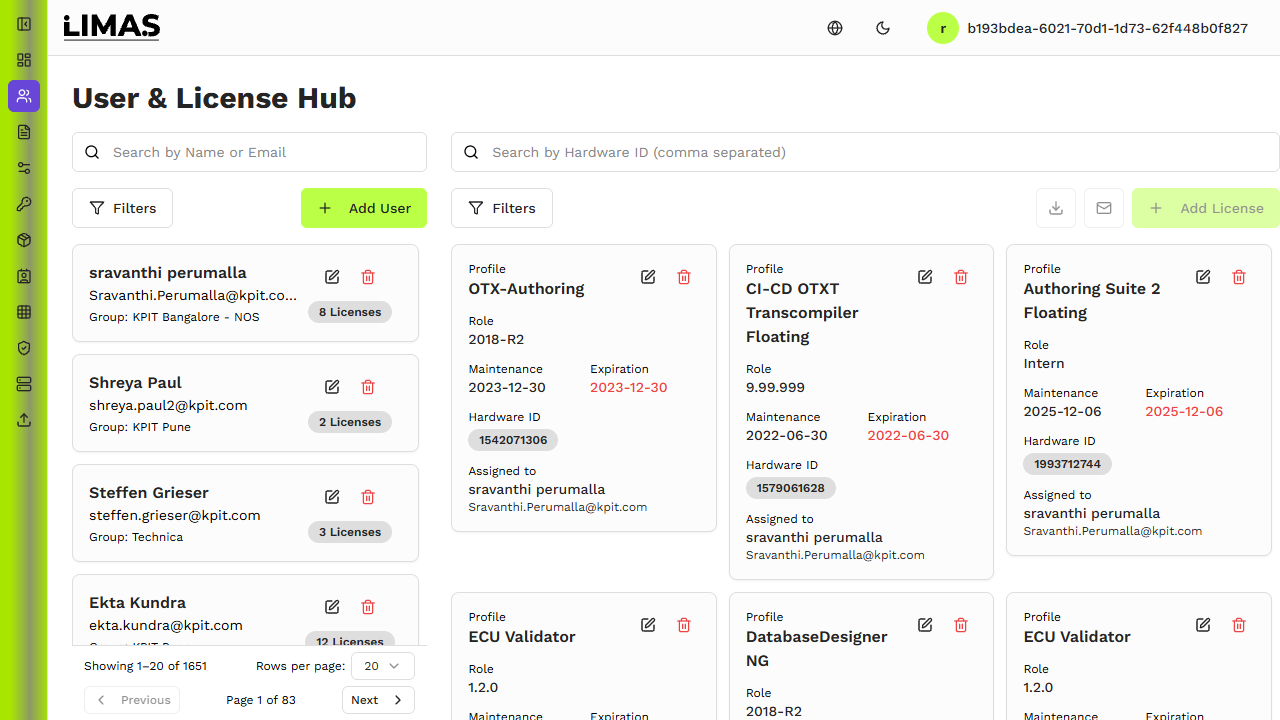 LIMAS
r
b193bdea-6021-70d1-1d73-62f448b0f827
User & License Hub
Search by Name or Email
Filters
Add User
sravanthi perumalla
Sravanthi.Perumalla@kpit.co...
Group: KPIT Bangalore - NOS
8 Licenses
Shreya Paul
shreya.paul2@kpit.com
Group: KPIT Pune
2 Licenses
Steffen Grieser
steffen.grieser@kpit.com
Group: Technica
3 Licenses
Ekta Kundra
ekta.kundra@kpit.com
12 Licenses
Showing 1–20 of 1651
Rows per page:
20
Previous
Page 1 of 83
Next
Search by Hardware ID (comma separated)
Filters
Add License
Profile
OTX-Authoring
Role
2018-R2
Maintenance
2023-12-30
Expiration
2023-12-30
Hardware ID
1542071306
Assigned to
sravanthi perumalla
Sravanthi.Perumalla@kpit.com
Profile
CI-CD OTXT
Transcompiler
Floating
Role
9.99.999
Maintenance
2022-06-30
Expiration
2022-06-30
Hardware ID
1579061628
Assigned to
sravanthi perumalla
Sravanthi.Perumalla@kpit.com
Profile
Authoring Suite 2
Floating
Role
Intern
Maintenance
2025-12-06
Expiration
2025-12-06
Hardware ID
1993712744
Assigned to
sravanthi perumalla
Sravanthi.Perumalla@kpit.com
Profile
ECU Validator
Role
1.2.0
Maintenance
Expiration
Profile
DatabaseDesigner
NG
Role
2018-R2
Profile
ECU Validator
Role
1.2.0
Maintenance
Expiration